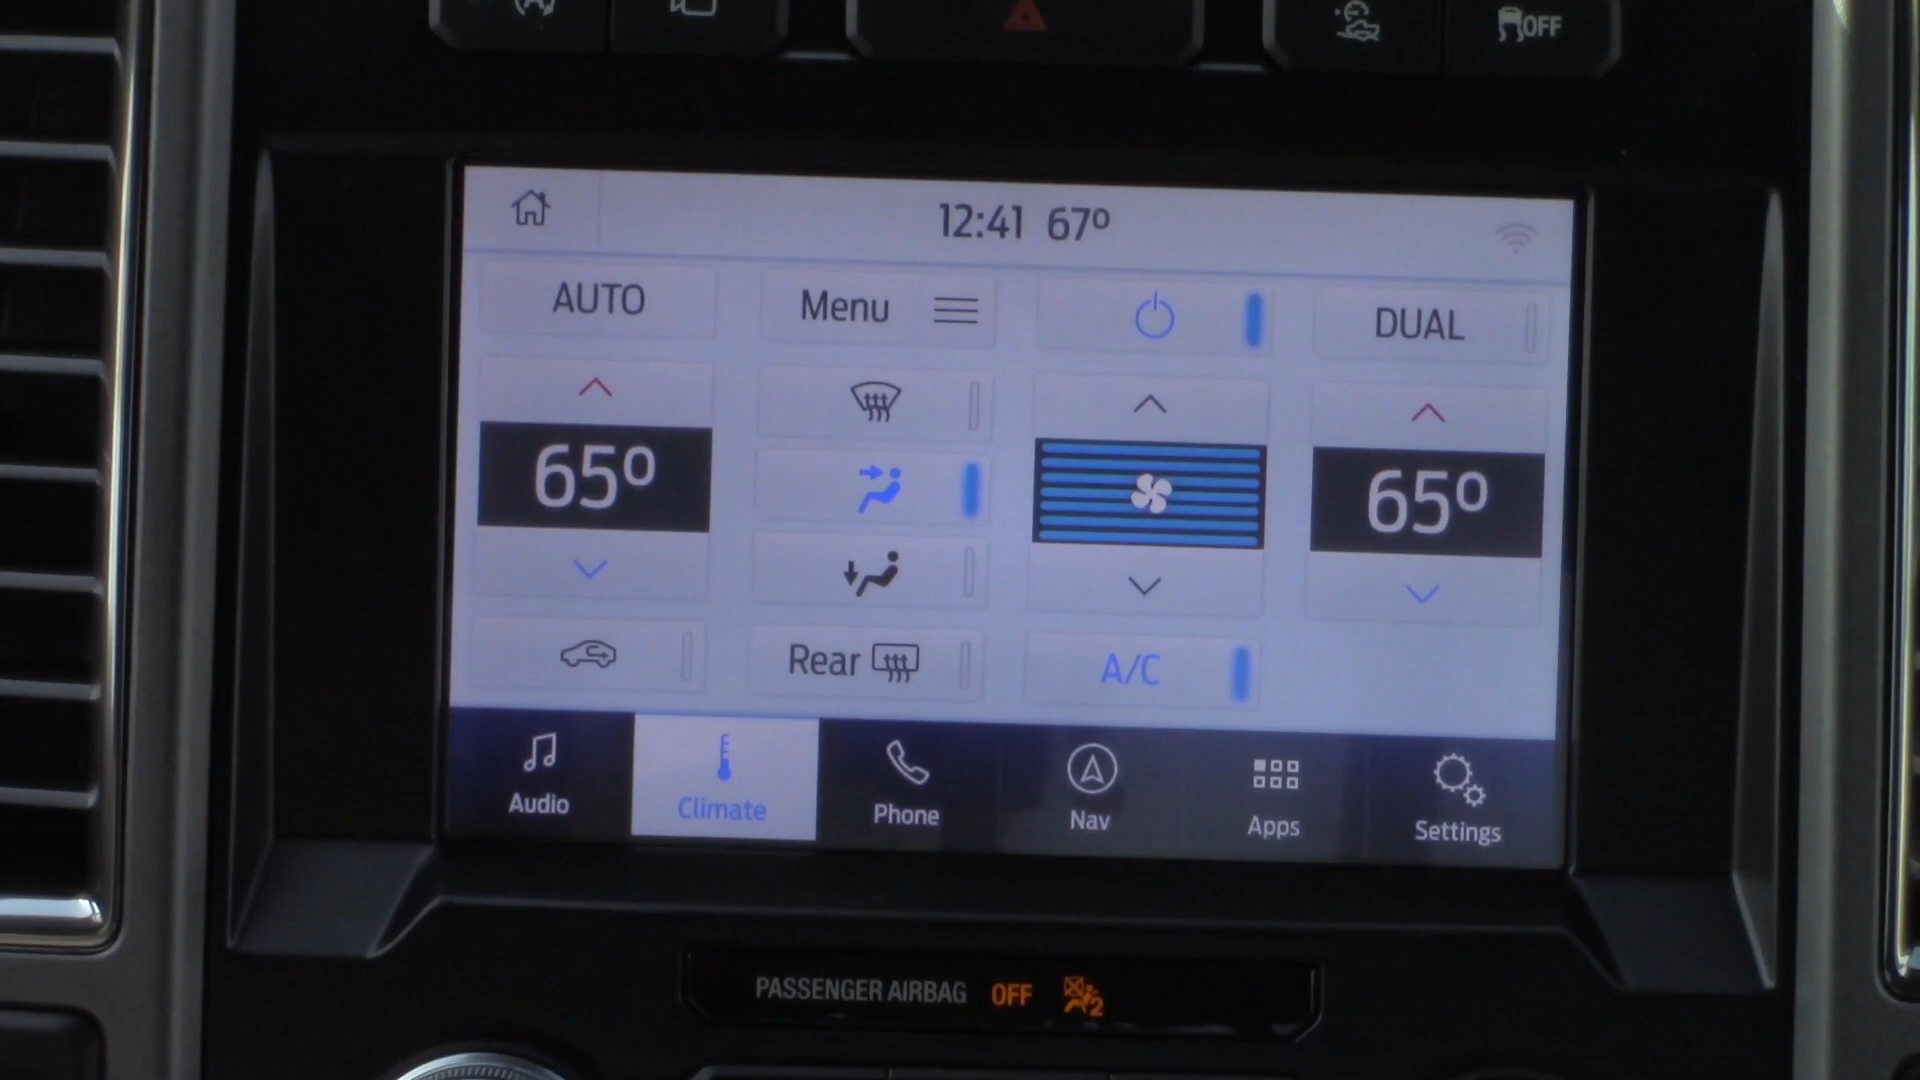 OFF
12:41 67º
AUTO
Menu
DUAL
65º
65º
Rear
A/C
Audio
Climate
Phone
Nav
Apps
Settings
PASSENGER AIRBAG OFF 2